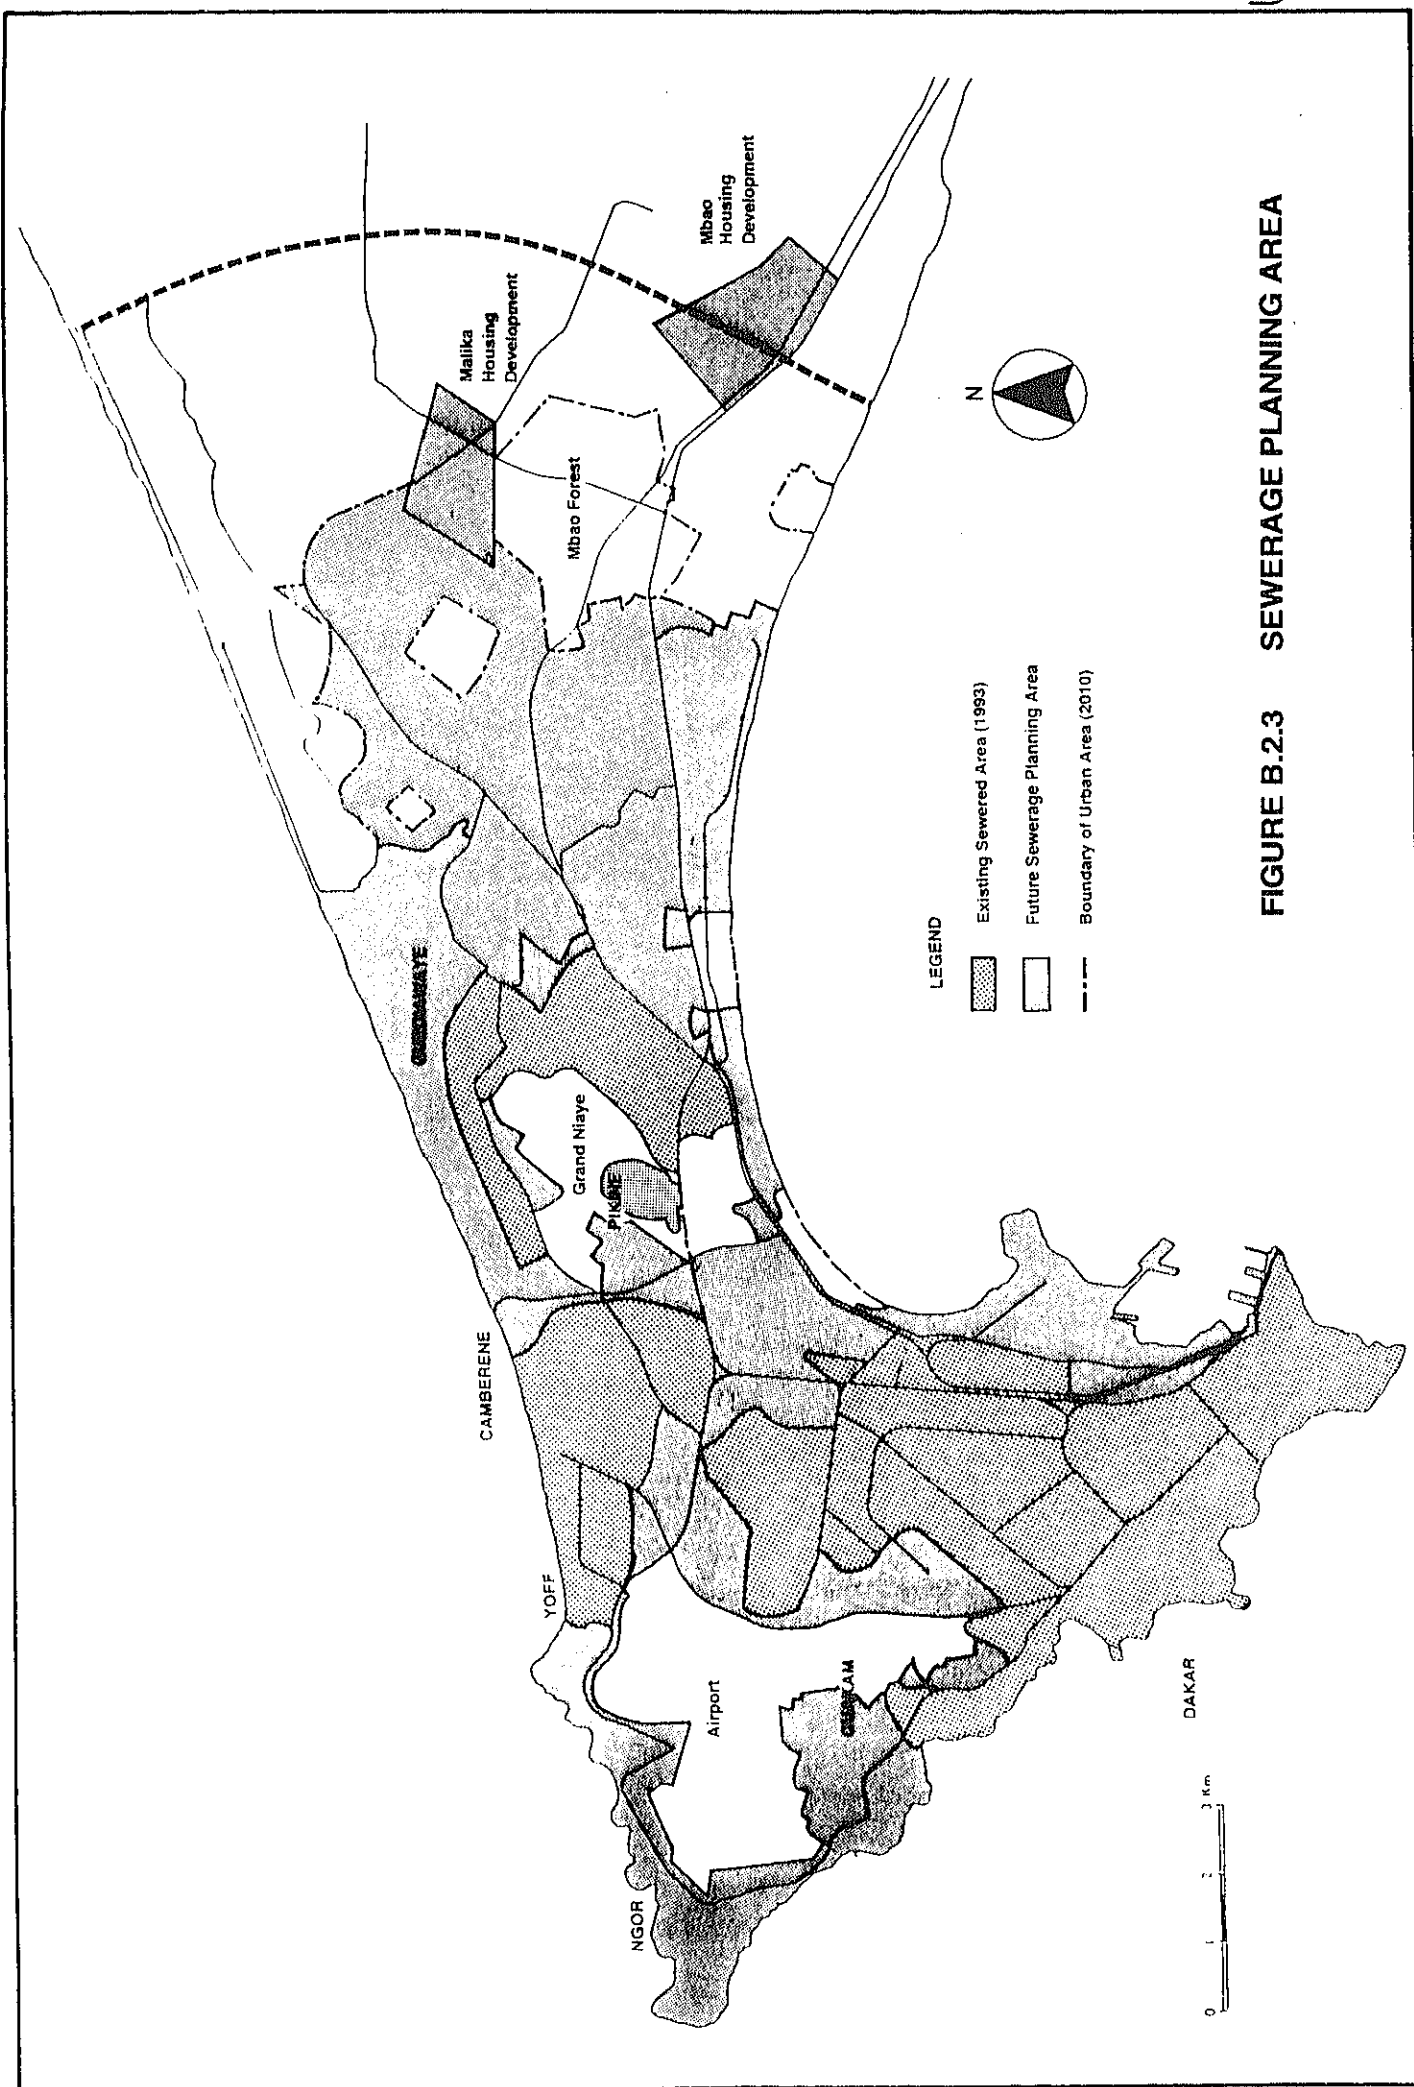 Malika
Housing
Development
Mbao
Housing
Development
Mbao Forest
GUEDIAWAYE
Grand Niaye
PIKINE
CAMBERENE
YOFF
Airport
OUAKAM
NGOR
DAKAR
N
0 1 2 3 Km
LEGEND
Existing Sewered Area (1993)
Future Sewerage Planning Area
Boundary of Urban Area (2010)
FIGURE B.2.3 SEWERAGE PLANNING AREA